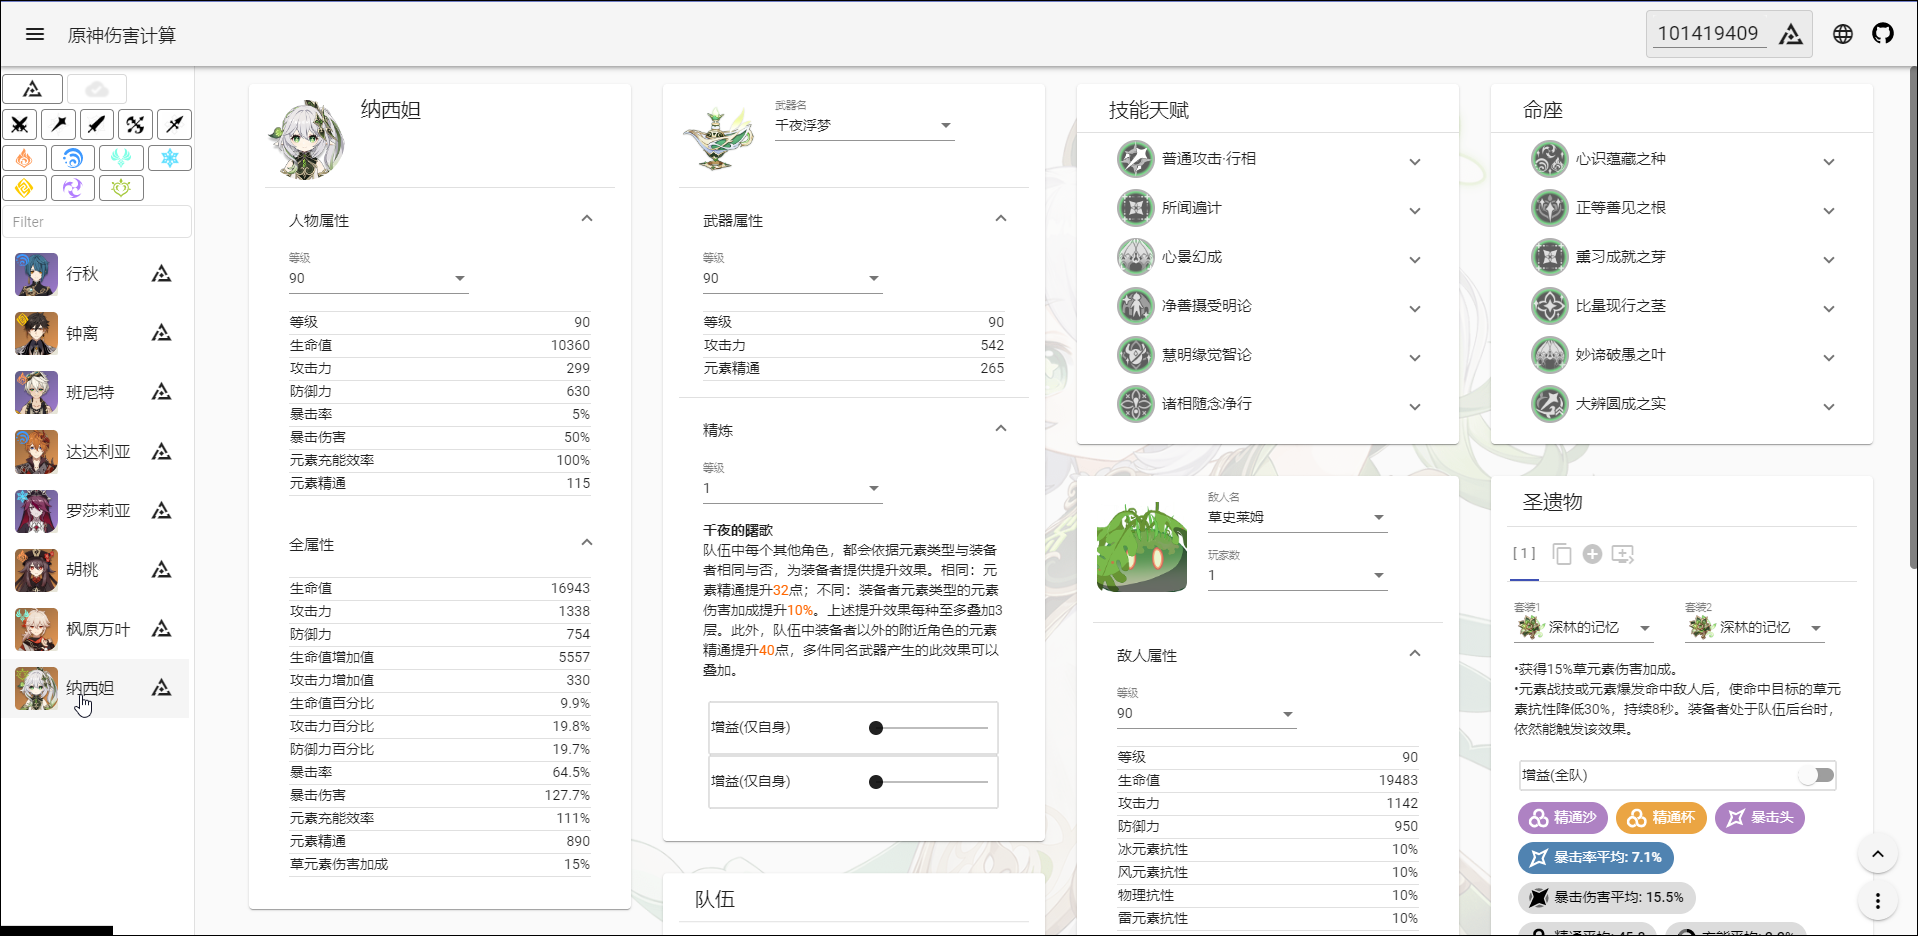 原神伤害计算
101419409
Filter
行秋
钟离
班尼特
达达利亚
罗莎莉亚
胡桃
枫原万叶
纳西妲
纳西妲
人物属性
等级
90
等级 90
生命值 10360
攻击力 299
防御力 630
暴击率 5%
暴击伤害 50%
元素充能效率 100%
元素精通 115
全属性
生命值 16943
攻击力 1338
防御力 754
生命值增加值 5557
攻击力增加值 330
生命值百分比 9.9%
攻击力百分比 19.8%
防御力百分比 19.7%
暴击率 64.5%
暴击伤害 127.7%
元素充能效率 111%
元素精通 890
草元素伤害加成 15%
武器名
千夜浮梦
武器属性
等级
90
等级 90
攻击力 542
元素精通 265
精炼
等级
1
千夜的曙歌
队伍中每个其他角色，都会依据元素类型与装备
者相同与否，为装备者提供提升效果。相同：元
素精通提升32点；不同：装备者元素类型的元素
伤害加成提升10%。上述提升效果每种至多叠加3
层。此外，队伍中装备者以外的附近角色的元素
精通提升40点，多件同名武器产生的此效果可以
叠加。
增益(仅自身)
增益(仅自身)
队伍
技能天赋
普通攻击·行相
所闻遍计
心景幻成
净善摄受明论
慧明缘觉智论
诸相随念净行
敌人名
草史莱姆
玩家数
1
敌人属性
等级
90
等级 90
生命值 19483
攻击力 1142
防御力 950
冰元素抗性 10%
风元素抗性 10%
物理抗性 10%
雷元素抗性 10%
命座
心识蕴藏之种
正等善见之根
熏习成就之芽
比量现行之茎
妙谛破愚之叶
大辨圆成之实
圣遗物
[ 1 ]
套装1 套装2
深林的记忆 深林的记忆
•获得15%草元素伤害加成。
•元素战技或元素爆发命中敌人后，使命中目标的草元
素抗性降低30%，持续8秒。装备者处于队伍后台时，
依然能触发该效果。
增益(全队)
精通沙 精通杯 暴击头
暴击率平均: 7.1%
暴击伤害平均: 15.5%